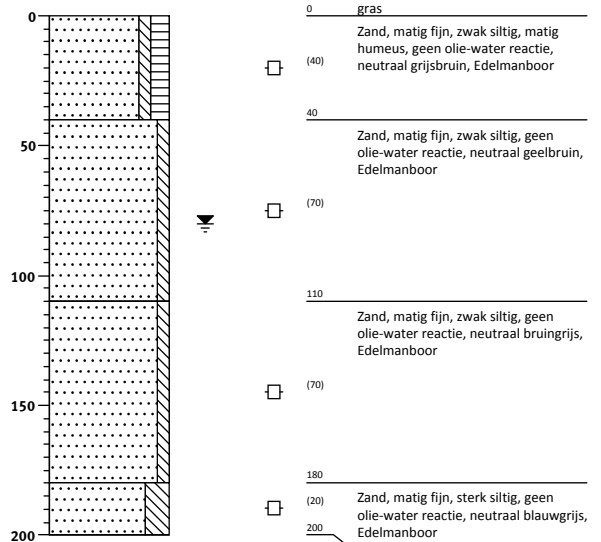 0
50
100
150
200
0
gras
(40)
Zand, matig fijn, zwak siltig, matig
humeus, geen olie-water reactie,
neutraal grijsbruin, Edelmanboor
40
(70)
Zand, matig fijn, zwak siltig, geen
olie-water reactie, neutraal geelbruin,
Edelmanboor
110
(70)
Zand, matig fijn, zwak siltig, geen
olie-water reactie, neutraal bruingrijs,
Edelmanboor
180
(20)
Zand, matig fijn, sterk siltig, geen
olie-water reactie, neutraal blauwgrijs,
Edelmanboor
200